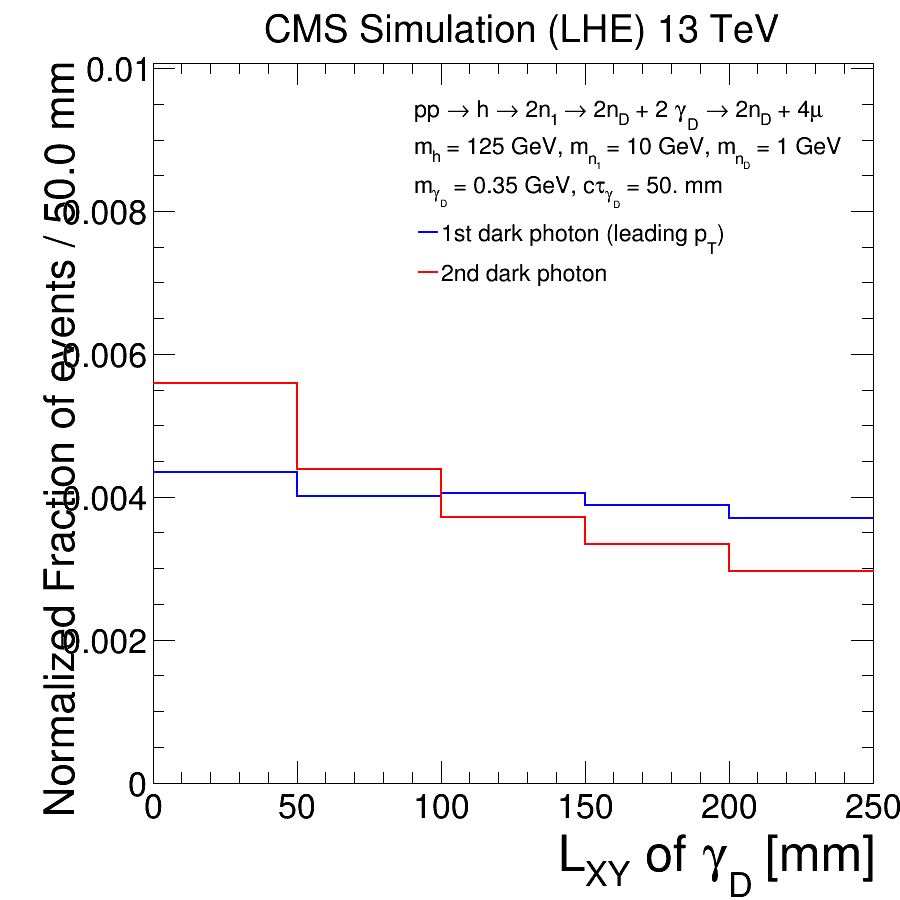 CMS Simulation (LHE) 13 TeV
Normalized Fraction of events / 50.0 mm
0.01
0.008
0.006
0.004
0.002
0
pp → h → 2n₁ → 2n_D + 2 γ_D → 2n_D + 4μ
m_h = 125 GeV, m_n₁ = 10 GeV, m_n_D = 1 GeV
m_γ_D = 0.35 GeV, cτ_γ_D = 50. mm
1st dark photon (leading p_T)
2nd dark photon
0 50 100 150 200 250
L_XY of γ_D [mm]